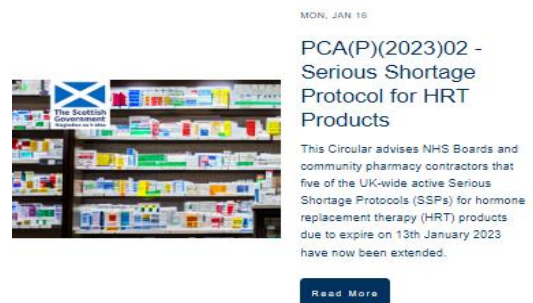 MON, JAN 16
PCA(P)(2023)02 -
Serious Shortage
Protocol for HRT
Products
The Scottish
Government
This Circular advises NHS Boards and
community pharmacy contractors that
five of the UK-wide active Serious
Shortage Protocols (SSPs) for hormone
replacement therapy (HRT) products
due to expire on 13th January 2023
have now been extended.
Read More